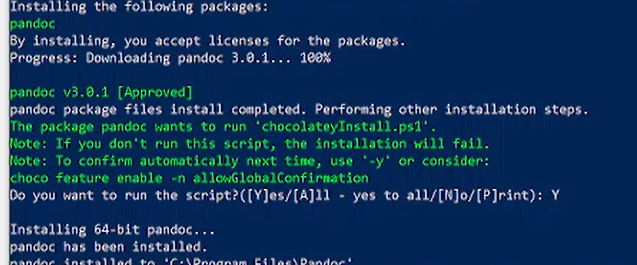 Installing the following packages:
pandoc
By installing, you accept licenses for the packages.
Progress: Downloading pandoc 3.0.1... 100%
pandoc v3.0.1 [Approved]
pandoc package files install completed. Performing other installation steps.
The package pandoc wants to run 'chocolateyInstall.ps1'.
Note: If you don't run this script, the installation will fail.
Note: To confirm automatically next time, use '-y' or consider:
choco feature enable -n allowGlobalConfirmation
Do you want to run the script?([Y]es/[A]ll - yes to all/[N]o/[P]rint): Y
Installing 64-bit pandoc...
pandoc has been installed.
pandoc installed to 'C:\Program Files\Pandoc'